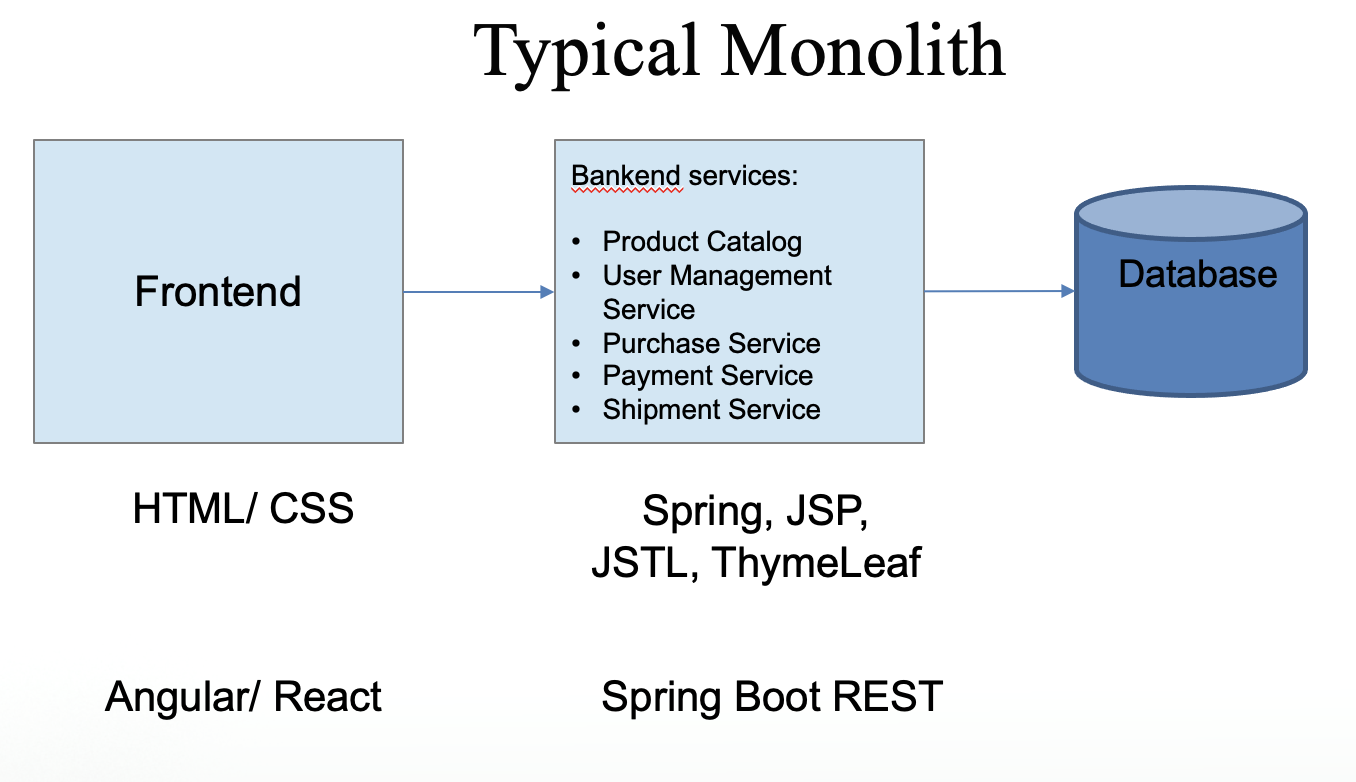 Typical Monolith
Frontend
Bankend services:
• Product Catalog
• User Management
Service
• Purchase Service
• Payment Service
• Shipment Service
Database
HTML/ CSS
Spring, JSP,
JSTL, ThymeLeaf
Angular/ React
Spring Boot REST